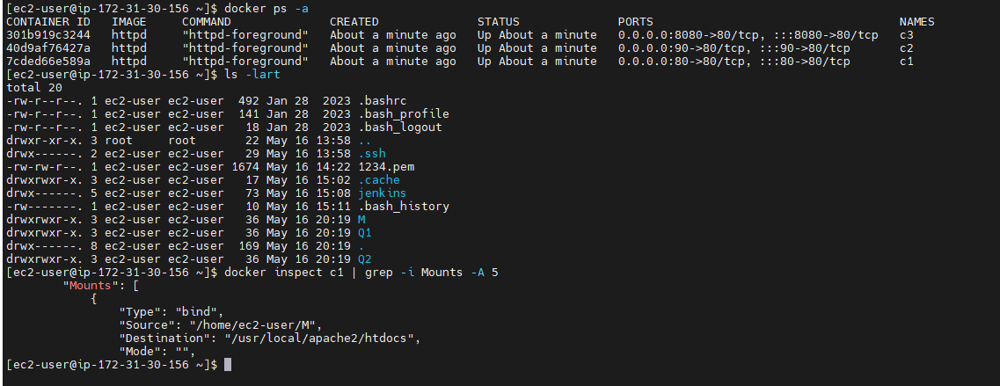 [ec2-user@ip-172-31-30-156 ~]$ docker ps -a
CONTAINER ID   IMAGE     COMMAND              CREATED              STATUS              PORTS                                   NAMES
301b919c3244   httpd     "httpd-foreground"   About a minute ago   Up About a minute   0.0.0.0:8080->80/tcp, :::8080->80/tcp   c3
40d9af76427a   httpd     "httpd-foreground"   About a minute ago   Up About a minute   0.0.0.0:90->80/tcp, :::90->80/tcp       c2
7cded66e589a   httpd     "httpd-foreground"   About a minute ago   Up About a minute   0.0.0.0:80->80/tcp, :::80->80/tcp       c1
[ec2-user@ip-172-31-30-156 ~]$ ls -lart
total 20
-rw-r--r--. 1 ec2-user ec2-user  492 Jan 28  2023 .bashrc
-rw-r--r--. 1 ec2-user ec2-user  141 Jan 28  2023 .bash_profile
-rw-r--r--. 1 ec2-user ec2-user   18 Jan 28  2023 .bash_logout
drwxr-xr-x. 3 root     root       22 May 16 13:58 ..
drwx------. 2 ec2-user ec2-user   29 May 16 13:58 .ssh
-rw-rw-r--. 1 ec2-user ec2-user 1674 May 16 14:22 1234.pem
drwxrwxr-x. 3 ec2-user ec2-user   17 May 16 15:02 .cache
drwx------. 5 ec2-user ec2-user   73 May 16 15:08 jenkins
-rw-------. 1 ec2-user ec2-user   10 May 16 15:11 .bash_history
drwxrwxr-x. 3 ec2-user ec2-user   36 May 16 20:19 M
drwxrwxr-x. 3 ec2-user ec2-user   36 May 16 20:19 Q1
drwx------. 8 ec2-user ec2-user  169 May 16 20:19 .
drwxrwxr-x. 3 ec2-user ec2-user   36 May 16 20:19 Q2
[ec2-user@ip-172-31-30-156 ~]$ docker inspect c1 | grep -i Mounts -A 5
        "Mounts": [
            {
                "Type": "bind",
                "Source": "/home/ec2-user/M",
                "Destination": "/usr/local/apache2/htdocs",
                "Mode": "",
[ec2-user@ip-172-31-30-156 ~]$